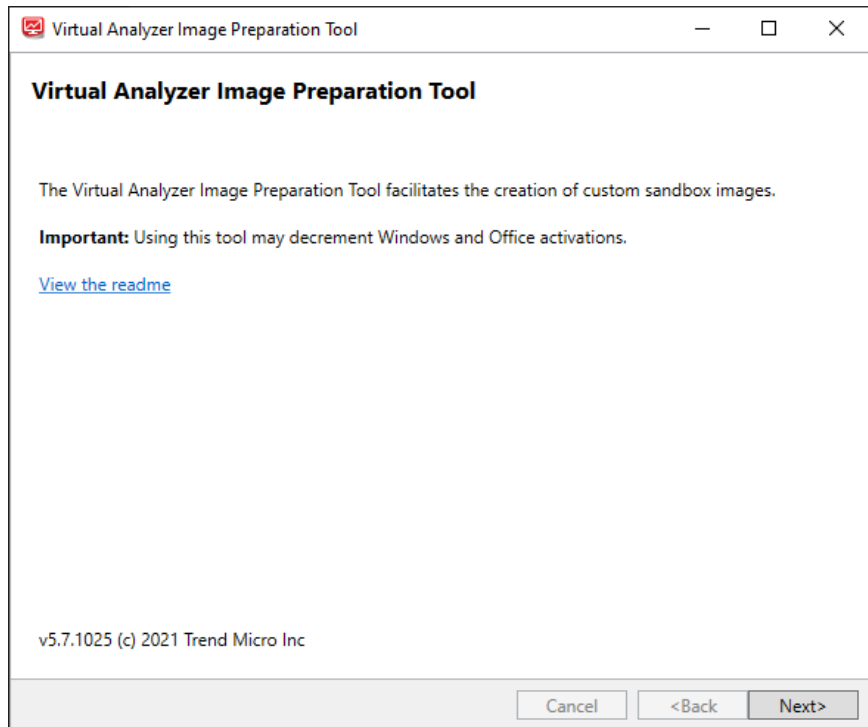 Virtual Analyzer Image Preparation Tool
Virtual Analyzer Image Preparation Tool
The Virtual Analyzer Image Preparation Tool facilitates the creation of custom sandbox images.
Important: Using this tool may decrement Windows and Office activations.
View the readme
v5.7.1025 (c) 2021 Trend Micro Inc
Cancel <Back Next>